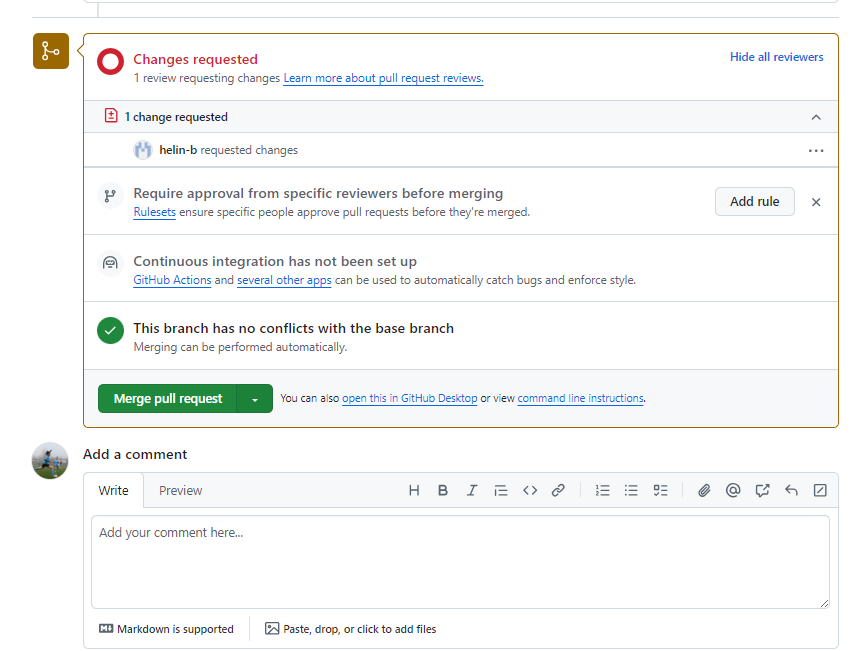 Changes requested
Hide all reviewers
1 review requesting changes Learn more about pull request reviews.
1 change requested
helin-b requested changes
Require approval from specific reviewers before merging
Rulesets ensure specific people approve pull requests before they're merged.
Add rule
Continuous integration has not been set up
GitHub Actions and several other apps can be used to automatically catch bugs and enforce style.
This branch has no conflicts with the base branch
Merging can be performed automatically.
Merge pull request
You can also open this in GitHub Desktop or view command line instructions.
Add a comment
Write Preview
Add your comment here...
Markdown is supported
Paste, drop, or click to add files